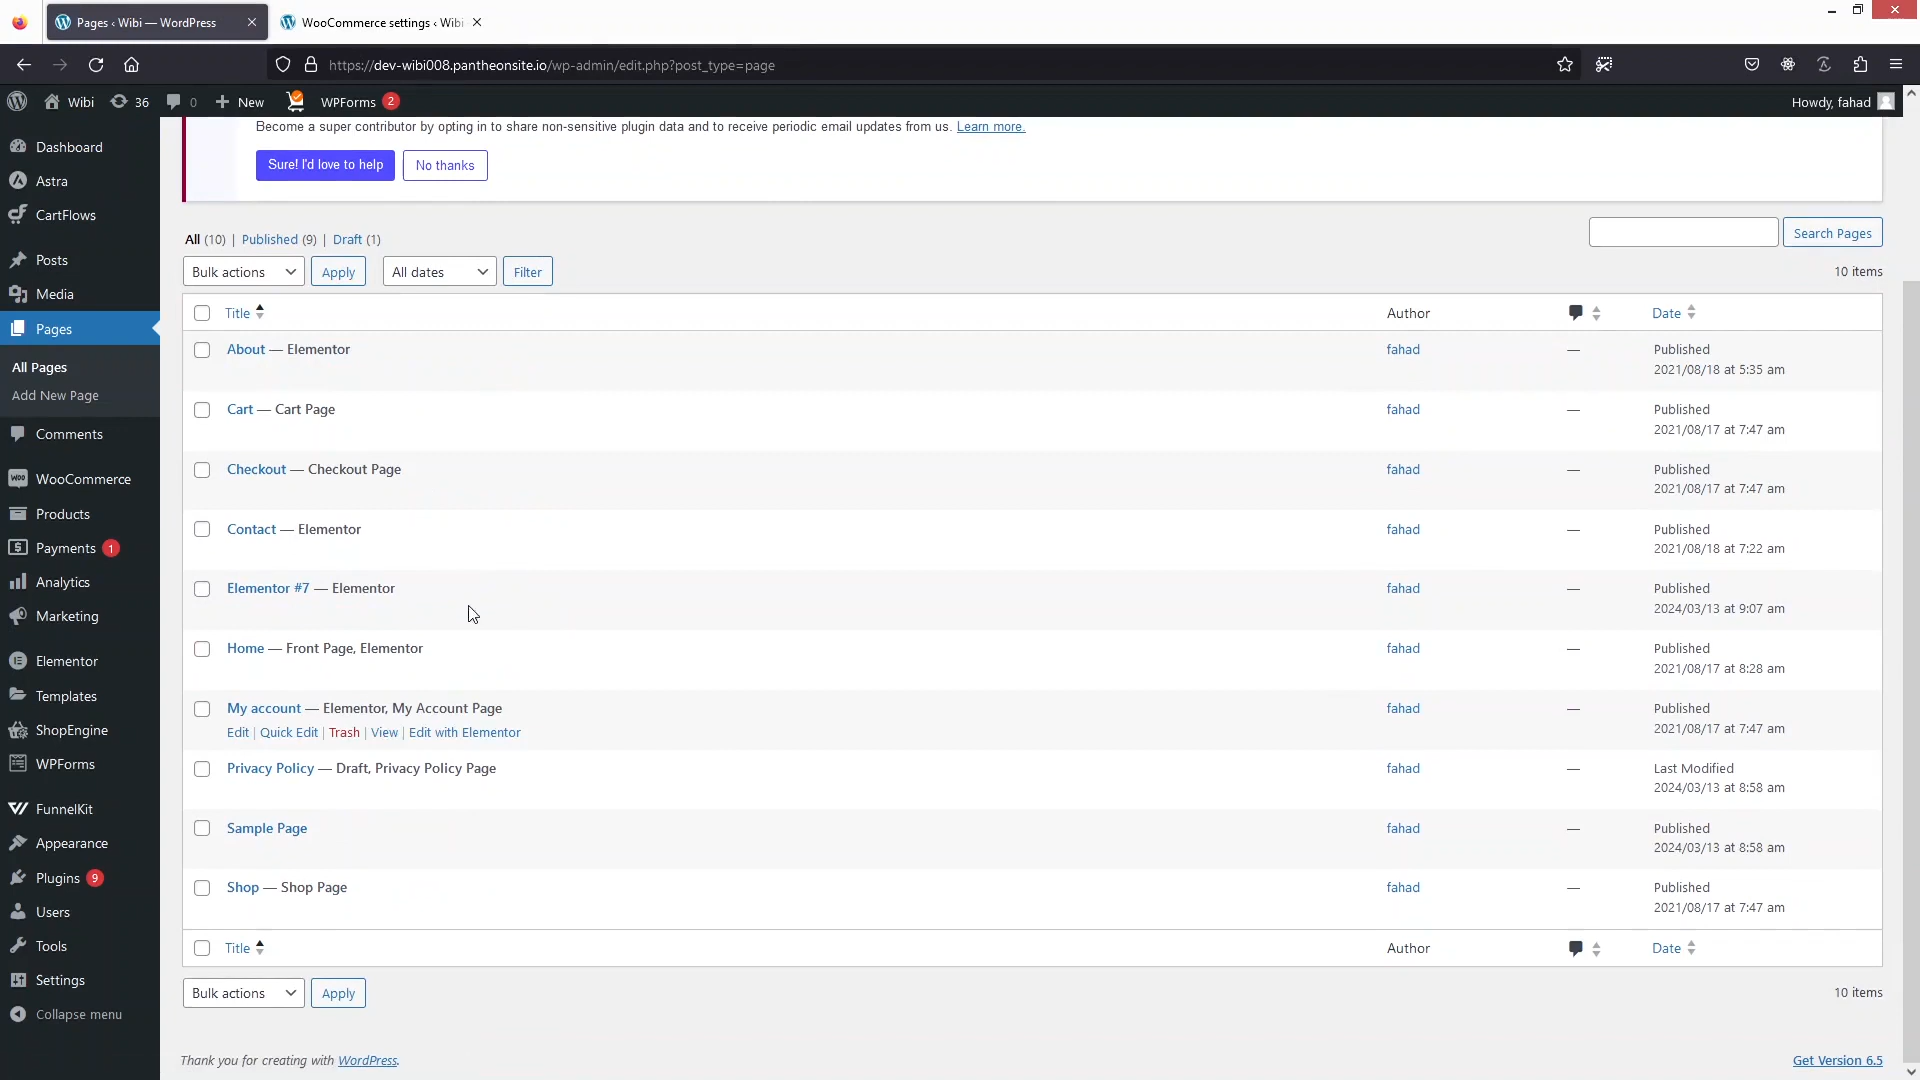 Pages ‹ Wibi — WordPress
WooCommerce settings ‹ Wibi
https://dev-wibi008.pantheonsite.io/wp-admin/edit.php?post_type=page
Wibi 36 0 New WPForms 2 Howdy, fahad
Dashboard
Astra
CartFlows
Posts
Media
Pages
All Pages
Add New Page
Comments
WooCommerce
Products
Payments 1
Analytics
Marketing
Elementor
Templates
ShopEngine
WPForms
FunnelKit
Appearance
Plugins 9
Users
Tools
Settings
Collapse menu
Become a super contributor by opting in to share non-sensitive plugin data and to receive periodic email updates from us. Learn more.
Sure! I'd love to help No thanks
All (10) | Published (9) | Draft (1)
Search Pages
Bulk actions Apply All dates Filter 10 items
Title Author Date
About — Elementor fahad — Published
2021/08/18 at 5:35 am
Cart — Cart Page fahad — Published
2021/08/17 at 7:47 am
Checkout — Checkout Page fahad — Published
2021/08/17 at 7:47 am
Contact — Elementor fahad — Published
2021/08/18 at 7:22 am
Elementor #7 — Elementor fahad — Published
2024/03/13 at 9:07 am
Home — Front Page, Elementor fahad — Published
2021/08/17 at 8:28 am
My account — Elementor, My Account Page fahad — Published
Edit | Quick Edit | Trash | View | Edit with Elementor 2021/08/17 at 7:47 am
Privacy Policy — Draft, Privacy Policy Page fahad — Last Modified
2024/03/13 at 8:58 am
Sample Page fahad — Published
2024/03/13 at 8:58 am
Shop — Shop Page fahad — Published
2021/08/17 at 7:47 am
Title Author Date
Bulk actions Apply 10 items
Thank you for creating with WordPress. Get Version 6.5